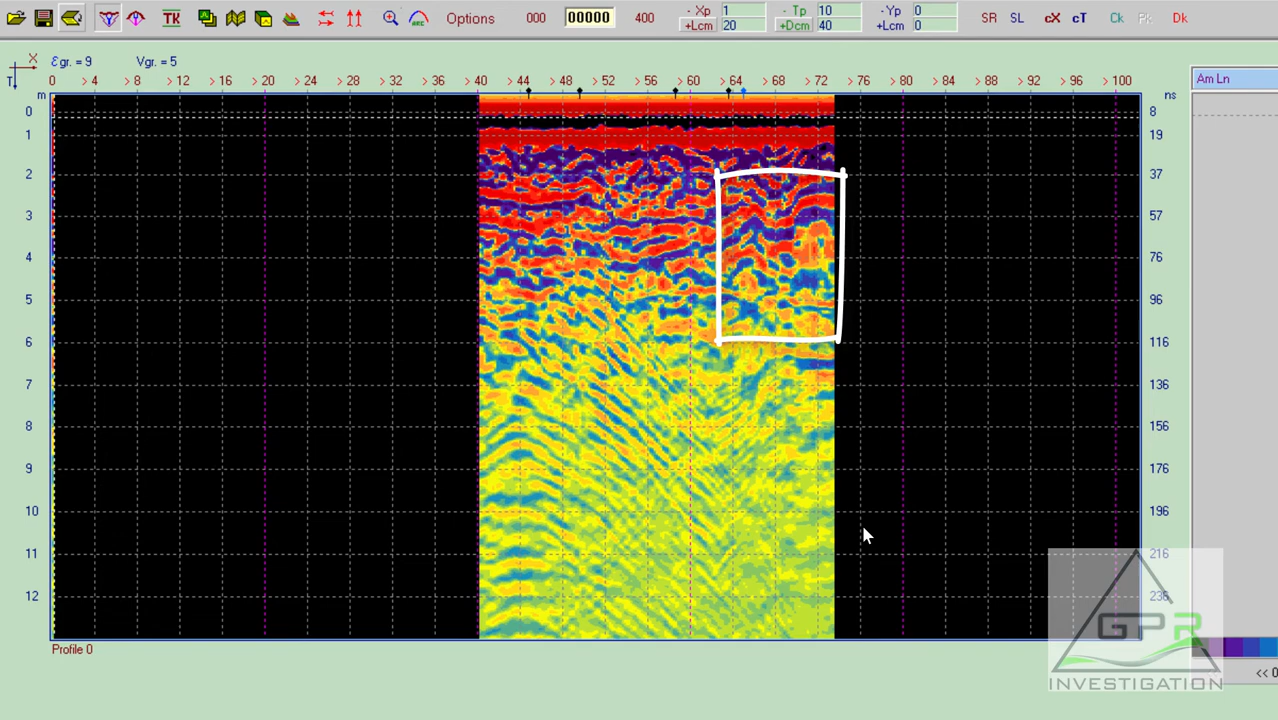 TK Options 000 00000 400 - Xp 1 - Tp 10 - Yp 0 SR SL cX cT Ck Pk Dk
+Lcm 20 +Dcm 40 +Lcm 0
X Ɛgr. = 9 Vgr. = 5 Am Ln
T 0 > 4 > 8 > 12 > 16 > 20 > 24 > 28 > 32 > 36 > 40 > 44 > 48 > 52 > 56 > 60 > 64 > 68 > 72 > 76 > 80 > 84 > 88 > 92 > 96 > 100
m ns
0 8
1 19
2 37
3 57
4 76
5 96
6 116
7 136
8 156
9 176
10 196
11 216
12 236
Profile 0
<< 0
GPR
INVESTIGATION